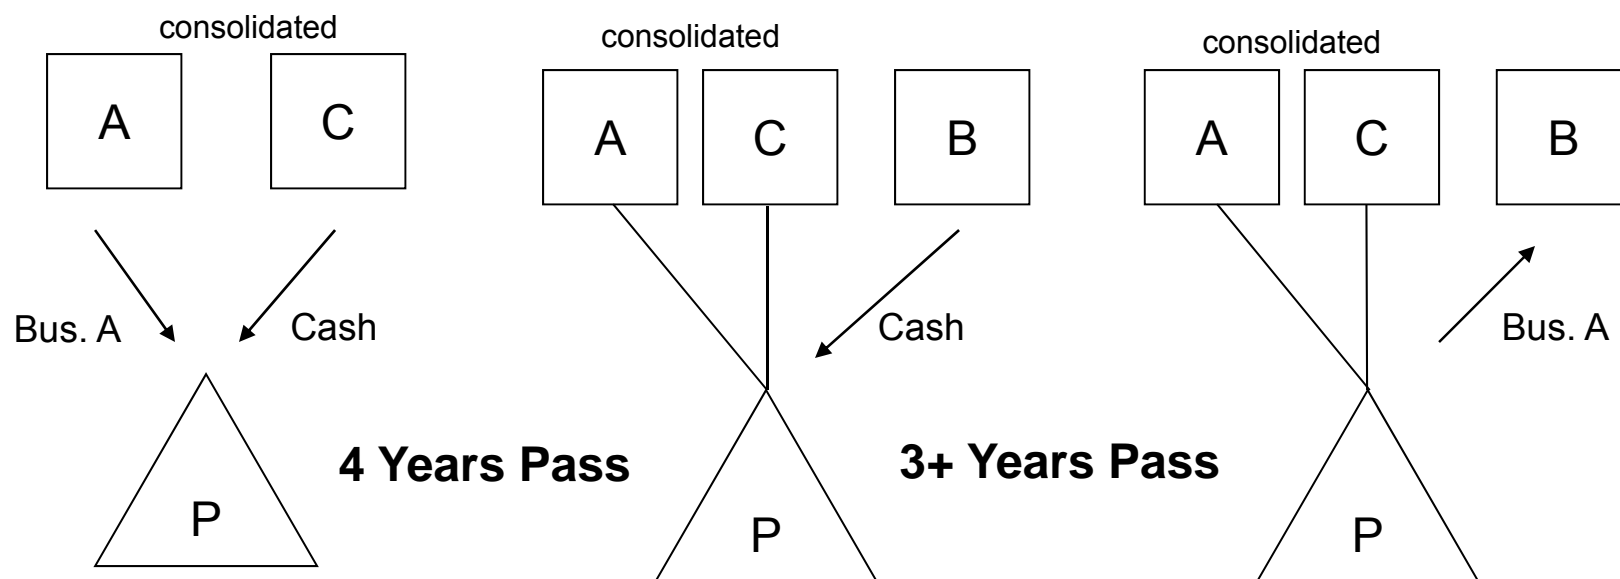 consolidated
A
C
Bus. A
Cash
P
4 Years Pass
consolidated
A
C
B
Cash
P
3+ Years Pass
consolidated
A
C
B
Bus. A
P